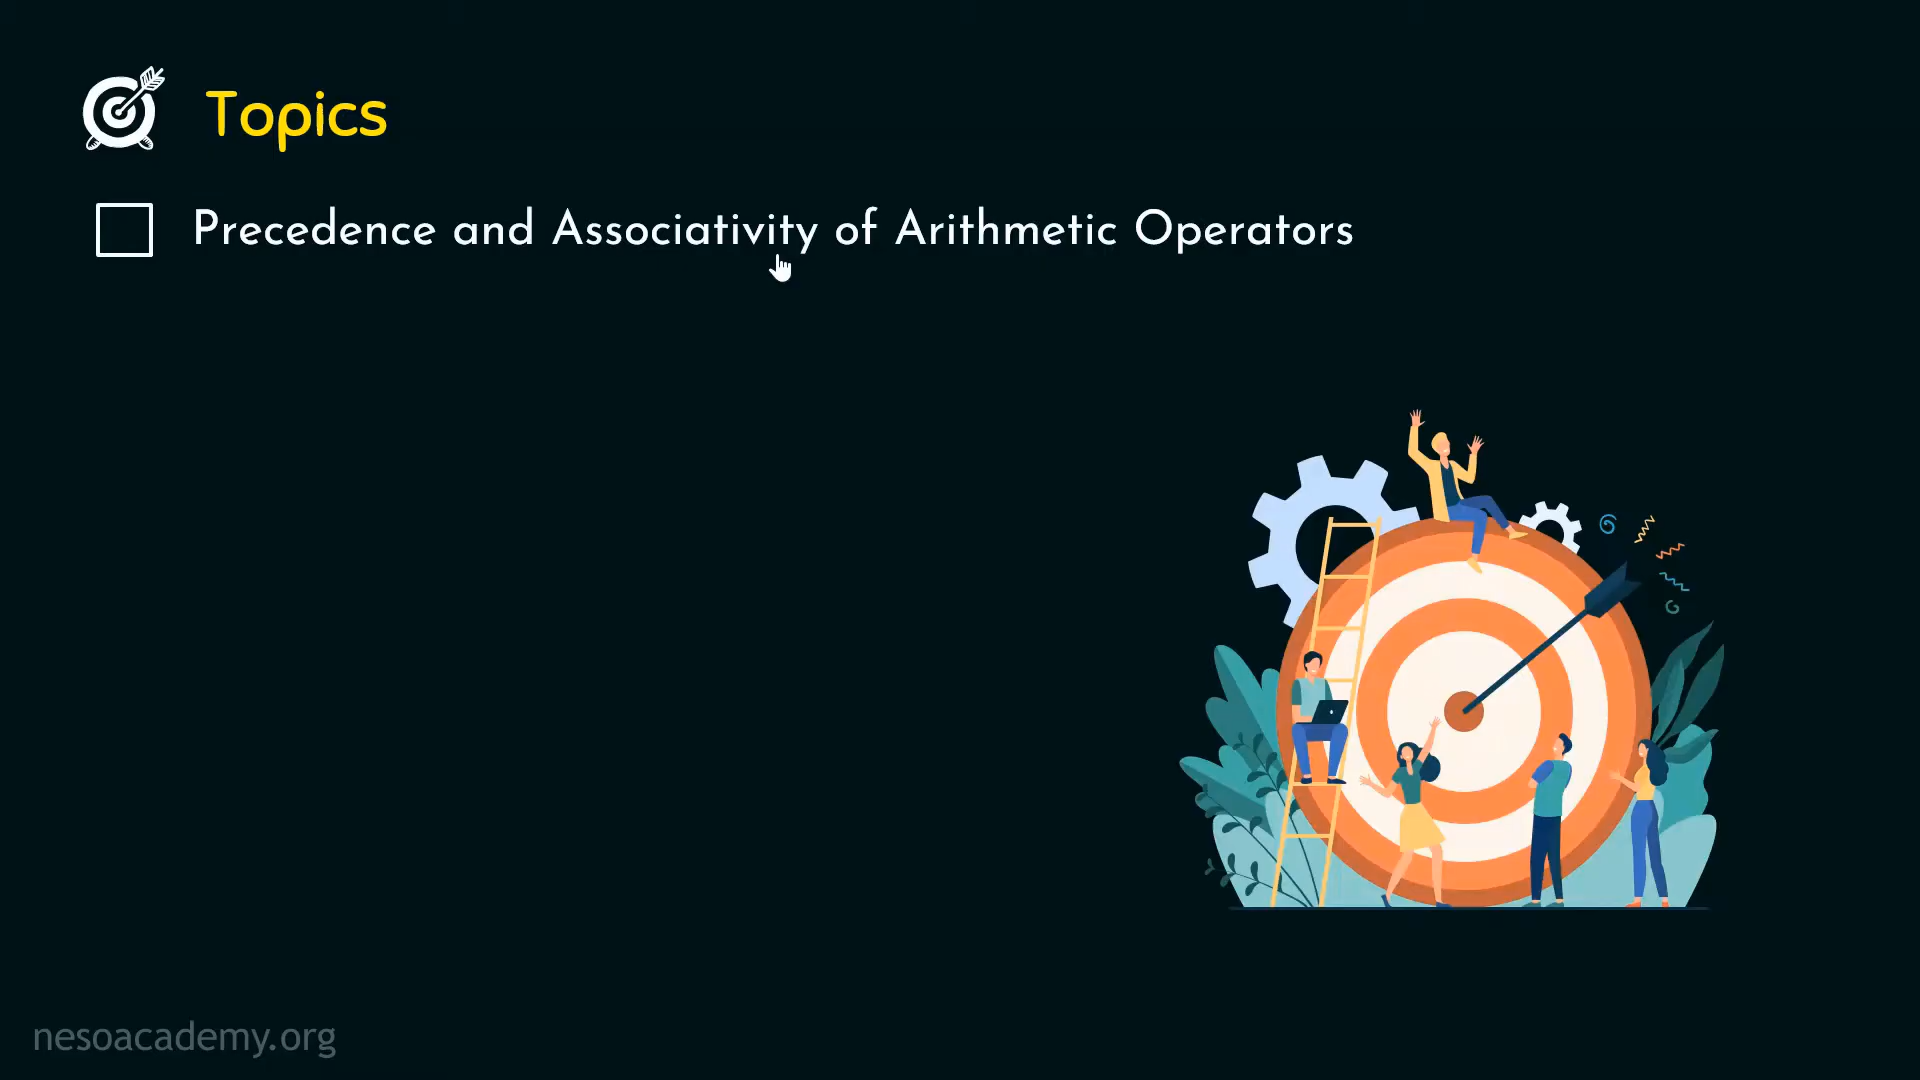 Topics
Precedence and Associativity of Arithmetic Operators
nesoacademy.org